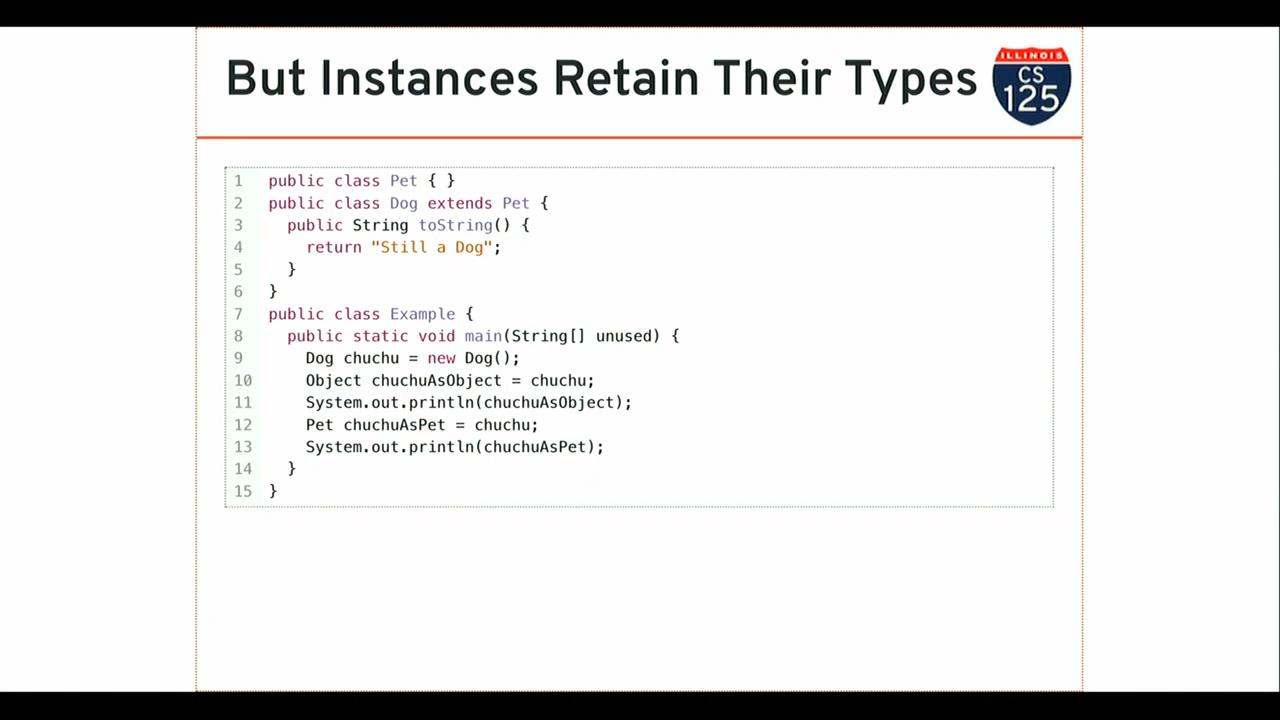 But Instances Retain Their Types
ILLINOIS
CS
125
1 public class Pet { }
2 public class Dog extends Pet {
3   public String toString() {
4     return "Still a Dog";
5   }
6 }
7 public class Example {
8   public static void main(String[] unused) {
9     Dog chuchu = new Dog();
10     Object chuchuAsObject = chuchu;
11     System.out.println(chuchuAsObject);
12     Pet chuchuAsPet = chuchu;
13     System.out.println(chuchuAsPet);
14   }
15 }